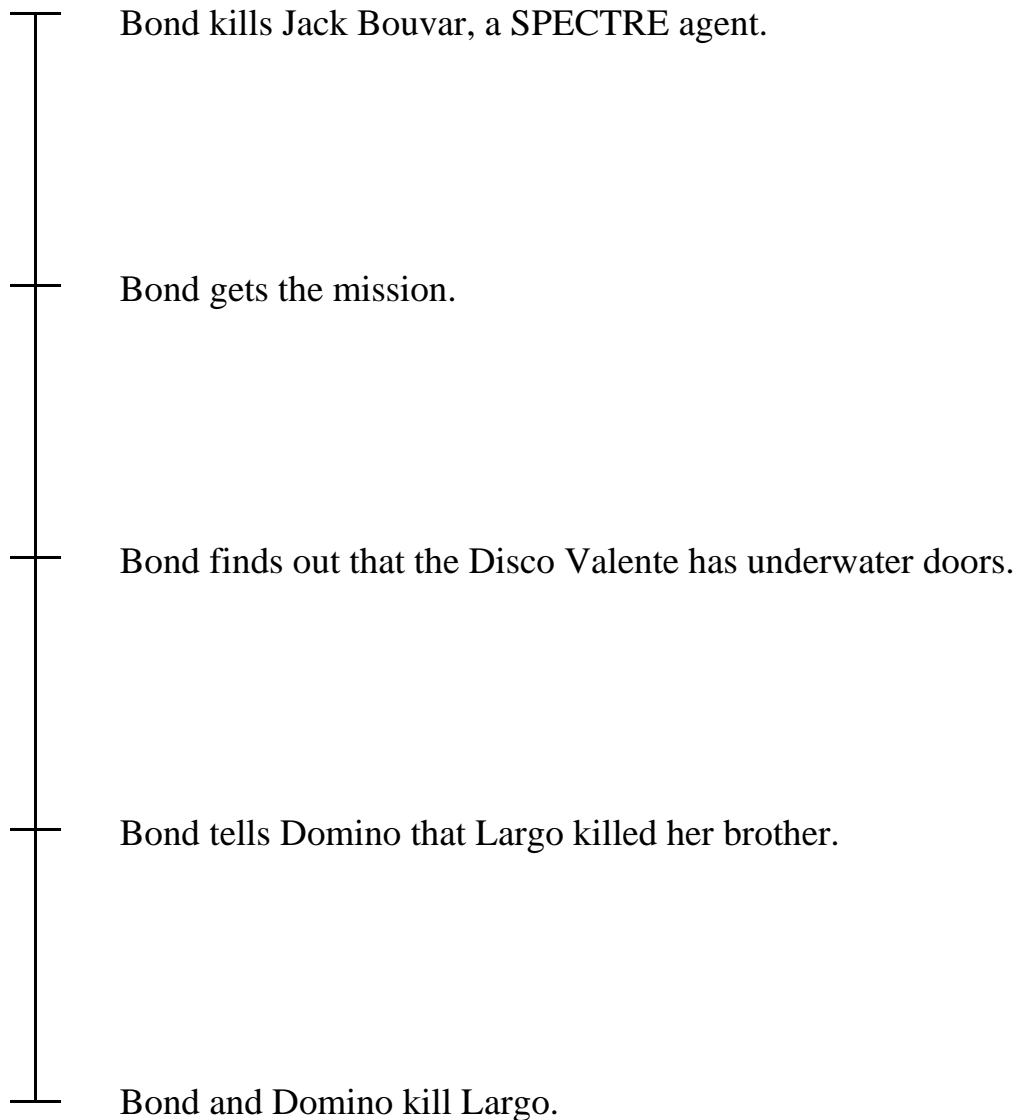 Bond kills Jack Bouvar, a SPECTRE agent.
Bond gets the mission.
Bond finds out that the Disco Valente has underwater doors.
Bond tells Domino that Largo killed her brother.
Bond and Domino kill Largo.